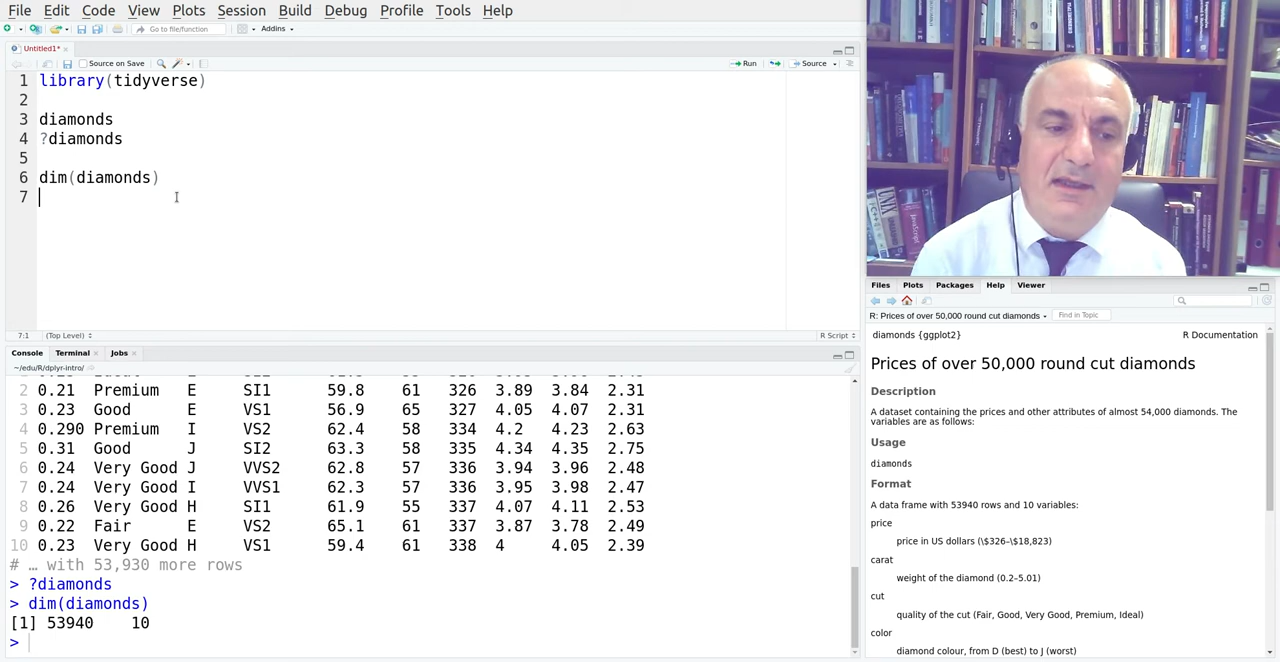 File Edit Code View Plots Session Build Debug Profile Tools Help
Go to file/function Addins
Untitled1*
Source on Save Run Source
1 library(tidyverse)
2
3 diamonds
4 ?diamonds
5
6 dim(diamonds)
7
7:1 (Top Level) R Script
Console Terminal Jobs
~/edu/R/dplyr-intro/
2 0.21 Premium E SI1 59.8 61 326 3.89 3.84 2.31
3 0.23 Good E VS1 56.9 65 327 4.05 4.07 2.31
4 0.290 Premium I VS2 62.4 58 334 4.2 4.23 2.63
5 0.31 Good J SI2 63.3 58 335 4.34 4.35 2.75
6 0.24 Very Good J VVS2 62.8 57 336 3.94 3.96 2.48
7 0.24 Very Good I VVS1 62.3 57 336 3.95 3.98 2.47
8 0.26 Very Good H SI1 61.9 55 337 4.07 4.11 2.53
9 0.22 Fair E VS2 65.1 61 337 3.87 3.78 2.49
10 0.23 Very Good H VS1 59.4 61 338 4 4.05 2.39
# … with 53,930 more rows
> ?diamonds
> dim(diamonds)
[1] 53940 10
>
UNIX
JavaScript
Files Plots Packages Help Viewer
R: Prices of over 50,000 round cut diamonds Find in Topic
diamonds {ggplot2} R Documentation
Prices of over 50,000 round cut diamonds
Description
A dataset containing the prices and other attributes of almost 54,000 diamonds. The
variables are as follows:
Usage
diamonds
Format
A data frame with 53940 rows and 10 variables:
price
price in US dollars (\$326–\$18,823)
carat
weight of the diamond (0.2–5.01)
cut
quality of the cut (Fair, Good, Very Good, Premium, Ideal)
color
diamond colour, from D (best) to J (worst)